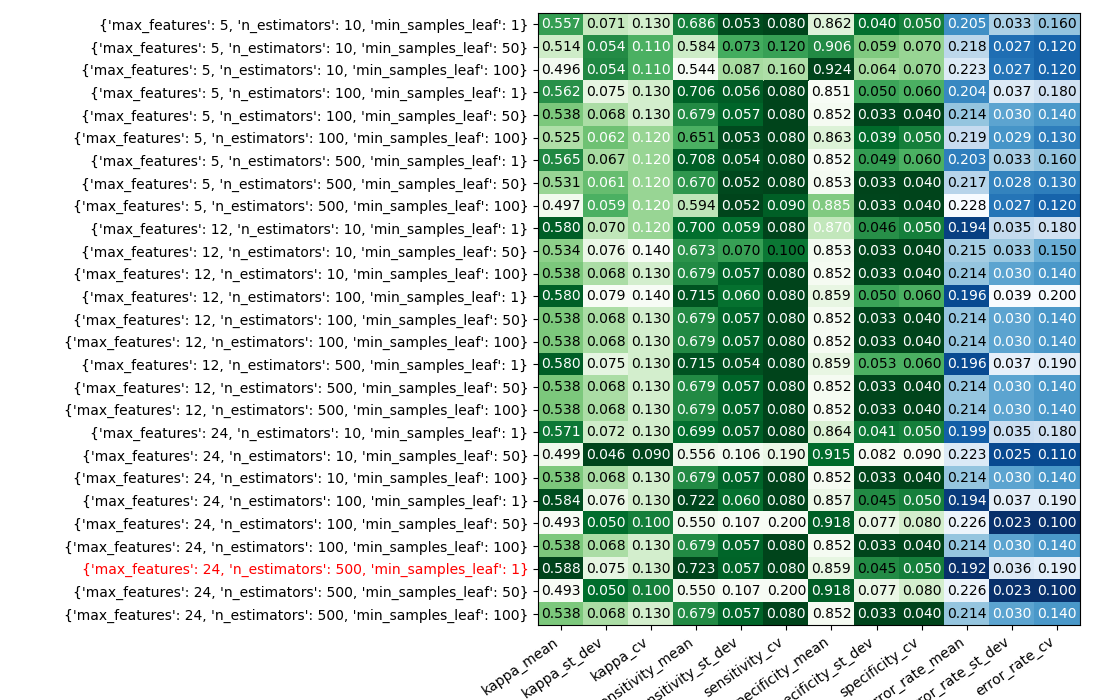 {'max_features': 5, 'n_estimators': 10, 'min_samples_leaf': 1} 0.557 0.071 0.130 0.686 0.053 0.080 0.862 0.040 0.050 0.205 0.033 0.160
{'max_features': 5, 'n_estimators': 10, 'min_samples_leaf': 50} 0.514 0.054 0.110 0.584 0.073 0.120 0.906 0.059 0.070 0.218 0.027 0.120
{'max_features': 5, 'n_estimators': 10, 'min_samples_leaf': 100} 0.496 0.054 0.110 0.544 0.087 0.160 0.924 0.064 0.070 0.223 0.027 0.120
{'max_features': 5, 'n_estimators': 100, 'min_samples_leaf': 1} 0.562 0.075 0.130 0.706 0.056 0.080 0.851 0.050 0.060 0.204 0.037 0.180
{'max_features': 5, 'n_estimators': 100, 'min_samples_leaf': 50} 0.538 0.068 0.130 0.679 0.057 0.080 0.852 0.033 0.040 0.214 0.030 0.140
{'max_features': 5, 'n_estimators': 100, 'min_samples_leaf': 100} 0.525 0.062 0.120 0.651 0.053 0.080 0.863 0.039 0.050 0.219 0.029 0.130
{'max_features': 5, 'n_estimators': 500, 'min_samples_leaf': 1} 0.565 0.067 0.120 0.708 0.054 0.080 0.852 0.049 0.060 0.203 0.033 0.160
{'max_features': 5, 'n_estimators': 500, 'min_samples_leaf': 50} 0.531 0.061 0.120 0.670 0.052 0.080 0.853 0.033 0.040 0.217 0.028 0.130
{'max_features': 5, 'n_estimators': 500, 'min_samples_leaf': 100} 0.497 0.059 0.120 0.594 0.052 0.090 0.885 0.033 0.040 0.228 0.027 0.120
{'max_features': 12, 'n_estimators': 10, 'min_samples_leaf': 1} 0.580 0.070 0.120 0.700 0.059 0.080 0.870 0.046 0.050 0.194 0.035 0.180
{'max_features': 12, 'n_estimators': 10, 'min_samples_leaf': 50} 0.534 0.076 0.140 0.673 0.070 0.100 0.853 0.033 0.040 0.215 0.033 0.150
{'max_features': 12, 'n_estimators': 10, 'min_samples_leaf': 100} 0.538 0.068 0.130 0.679 0.057 0.080 0.852 0.033 0.040 0.214 0.030 0.140
{'max_features': 12, 'n_estimators': 100, 'min_samples_leaf': 1} 0.580 0.079 0.140 0.715 0.060 0.080 0.859 0.050 0.060 0.196 0.039 0.200
{'max_features': 12, 'n_estimators': 100, 'min_samples_leaf': 50} 0.538 0.068 0.130 0.679 0.057 0.080 0.852 0.033 0.040 0.214 0.030 0.140
{'max_features': 12, 'n_estimators': 100, 'min_samples_leaf': 100} 0.538 0.068 0.130 0.679 0.057 0.080 0.852 0.033 0.040 0.214 0.030 0.140
{'max_features': 12, 'n_estimators': 500, 'min_samples_leaf': 1} 0.580 0.075 0.130 0.715 0.054 0.080 0.859 0.053 0.060 0.196 0.037 0.190
{'max_features': 12, 'n_estimators': 500, 'min_samples_leaf': 50} 0.538 0.068 0.130 0.679 0.057 0.080 0.852 0.033 0.040 0.214 0.030 0.140
{'max_features': 12, 'n_estimators': 500, 'min_samples_leaf': 100} 0.538 0.068 0.130 0.679 0.057 0.080 0.852 0.033 0.040 0.214 0.030 0.140
{'max_features': 24, 'n_estimators': 10, 'min_samples_leaf': 1} 0.571 0.072 0.130 0.699 0.057 0.080 0.864 0.041 0.050 0.199 0.035 0.180
{'max_features': 24, 'n_estimators': 10, 'min_samples_leaf': 50} 0.499 0.046 0.090 0.556 0.106 0.190 0.915 0.082 0.090 0.223 0.025 0.110
{'max_features': 24, 'n_estimators': 10, 'min_samples_leaf': 100} 0.538 0.068 0.130 0.679 0.057 0.080 0.852 0.033 0.040 0.214 0.030 0.140
{'max_features': 24, 'n_estimators': 100, 'min_samples_leaf': 1} 0.584 0.076 0.130 0.722 0.060 0.080 0.857 0.045 0.050 0.194 0.037 0.190
{'max_features': 24, 'n_estimators': 100, 'min_samples_leaf': 50} 0.493 0.050 0.100 0.550 0.107 0.200 0.918 0.077 0.080 0.226 0.023 0.100
{'max_features': 24, 'n_estimators': 100, 'min_samples_leaf': 100} 0.538 0.068 0.130 0.679 0.057 0.080 0.852 0.033 0.040 0.214 0.030 0.140
{'max_features': 24, 'n_estimators': 500, 'min_samples_leaf': 1} 0.588 0.075 0.130 0.723 0.057 0.080 0.859 0.045 0.050 0.192 0.036 0.190
{'max_features': 24, 'n_estimators': 500, 'min_samples_leaf': 50} 0.493 0.050 0.100 0.550 0.107 0.200 0.918 0.077 0.080 0.226 0.023 0.100
{'max_features': 24, 'n_estimators': 500, 'min_samples_leaf': 100} 0.538 0.068 0.130 0.679 0.057 0.080 0.852 0.033 0.040 0.214 0.030 0.140
kappa_mean
kappa_st_dev
kappa_cv
ensitivity_mean
ensitivity_st_dev
sensitivity_cv
pecificity_mean
ecificity_st_dev
specificity_cv
error_rate_mean
or_rate_st_dev
error_rate_cv